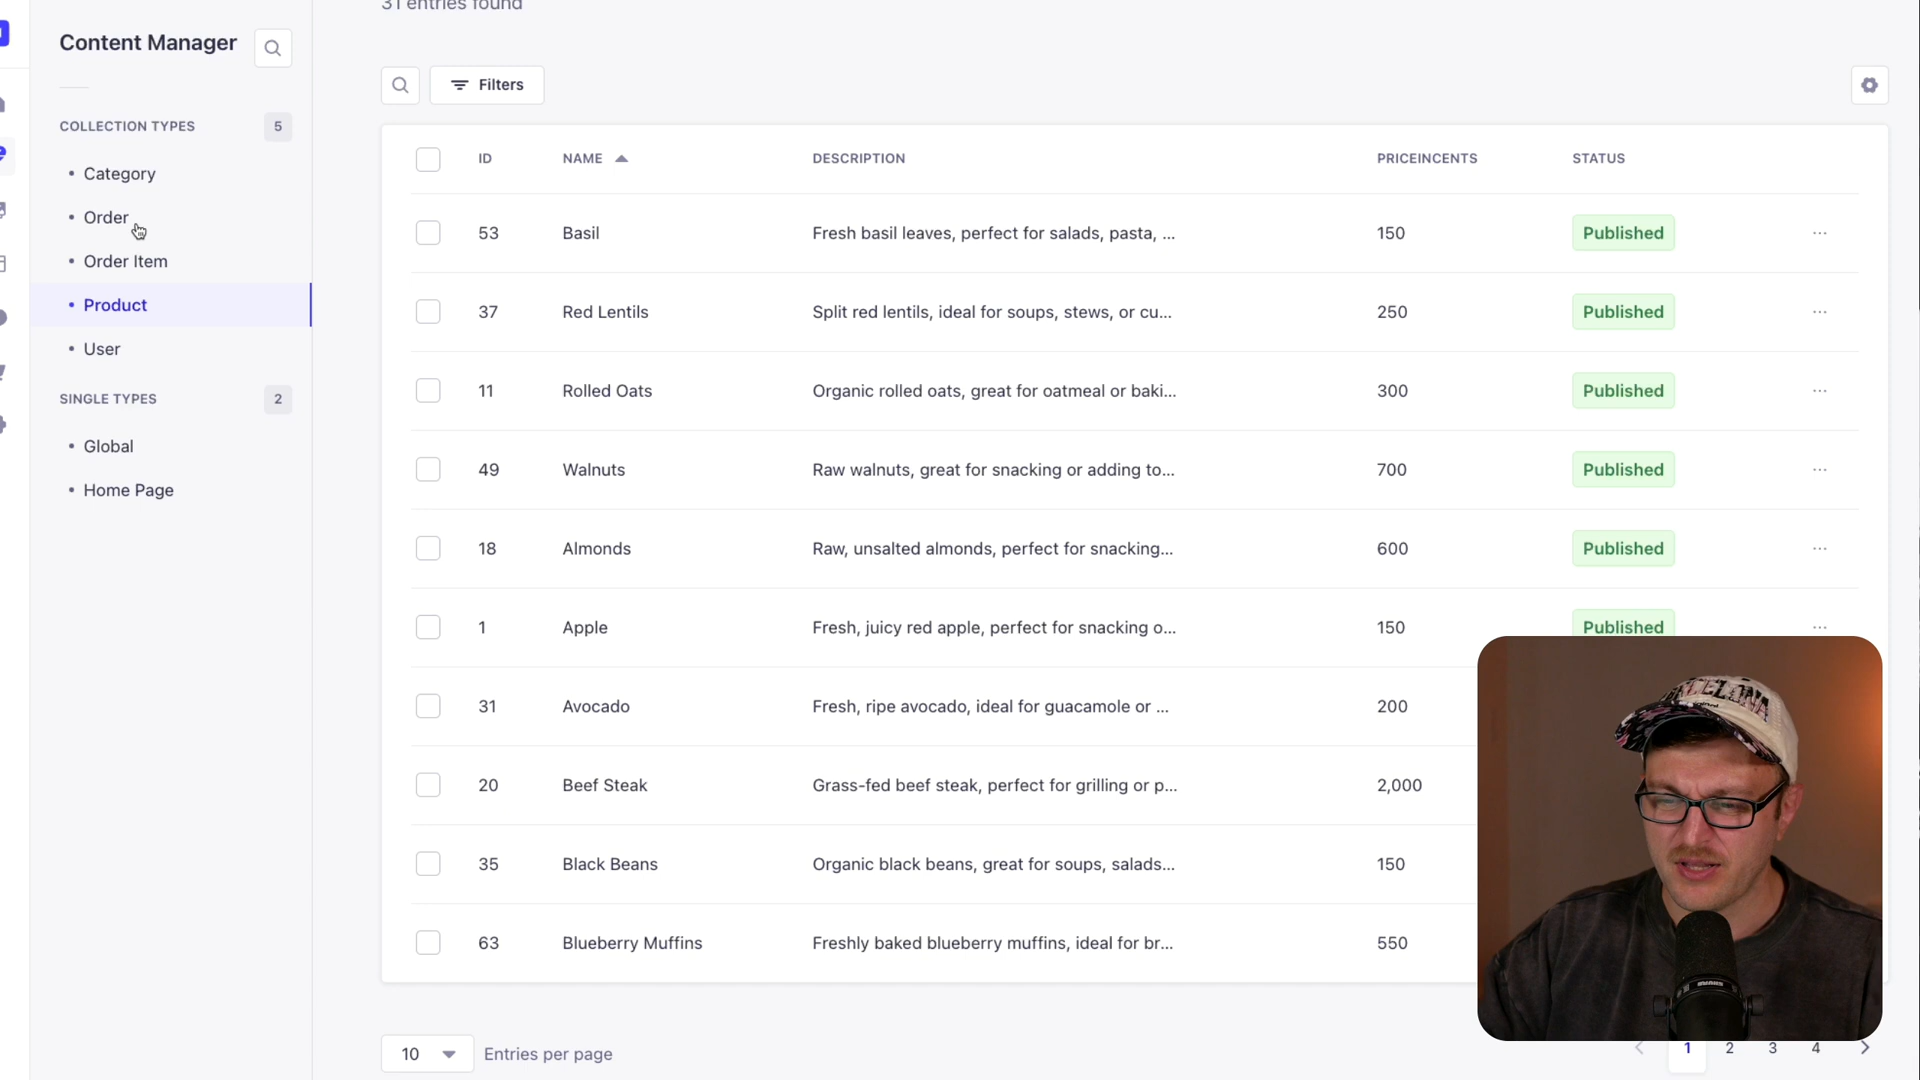 31 entries found
Content Manager
Filters
COLLECTION TYPES 5
Category
Order
Order Item
Product
User
SINGLE TYPES 2
Global
Home Page
ID NAME DESCRIPTION PRICEINCENTS STATUS
53 Basil Fresh basil leaves, perfect for salads, pasta, ... 150 Published ...
37 Red Lentils Split red lentils, ideal for soups, stews, or cu... 250 Published ...
11 Rolled Oats Organic rolled oats, great for oatmeal or baki... 300 Published ...
49 Walnuts Raw walnuts, great for snacking or adding to... 700 Published ...
18 Almonds Raw, unsalted almonds, perfect for snacking... 600 Published ...
1 Apple Fresh, juicy red apple, perfect for snacking o... 150 Published ...
31 Avocado Fresh, ripe avocado, ideal for guacamole or ... 200
20 Beef Steak Grass-fed beef steak, perfect for grilling or p... 2,000
35 Black Beans Organic black beans, great for soups, salads... 150
63 Blueberry Muffins Freshly baked blueberry muffins, ideal for br... 550
10 Entries per page
1 2 3 4